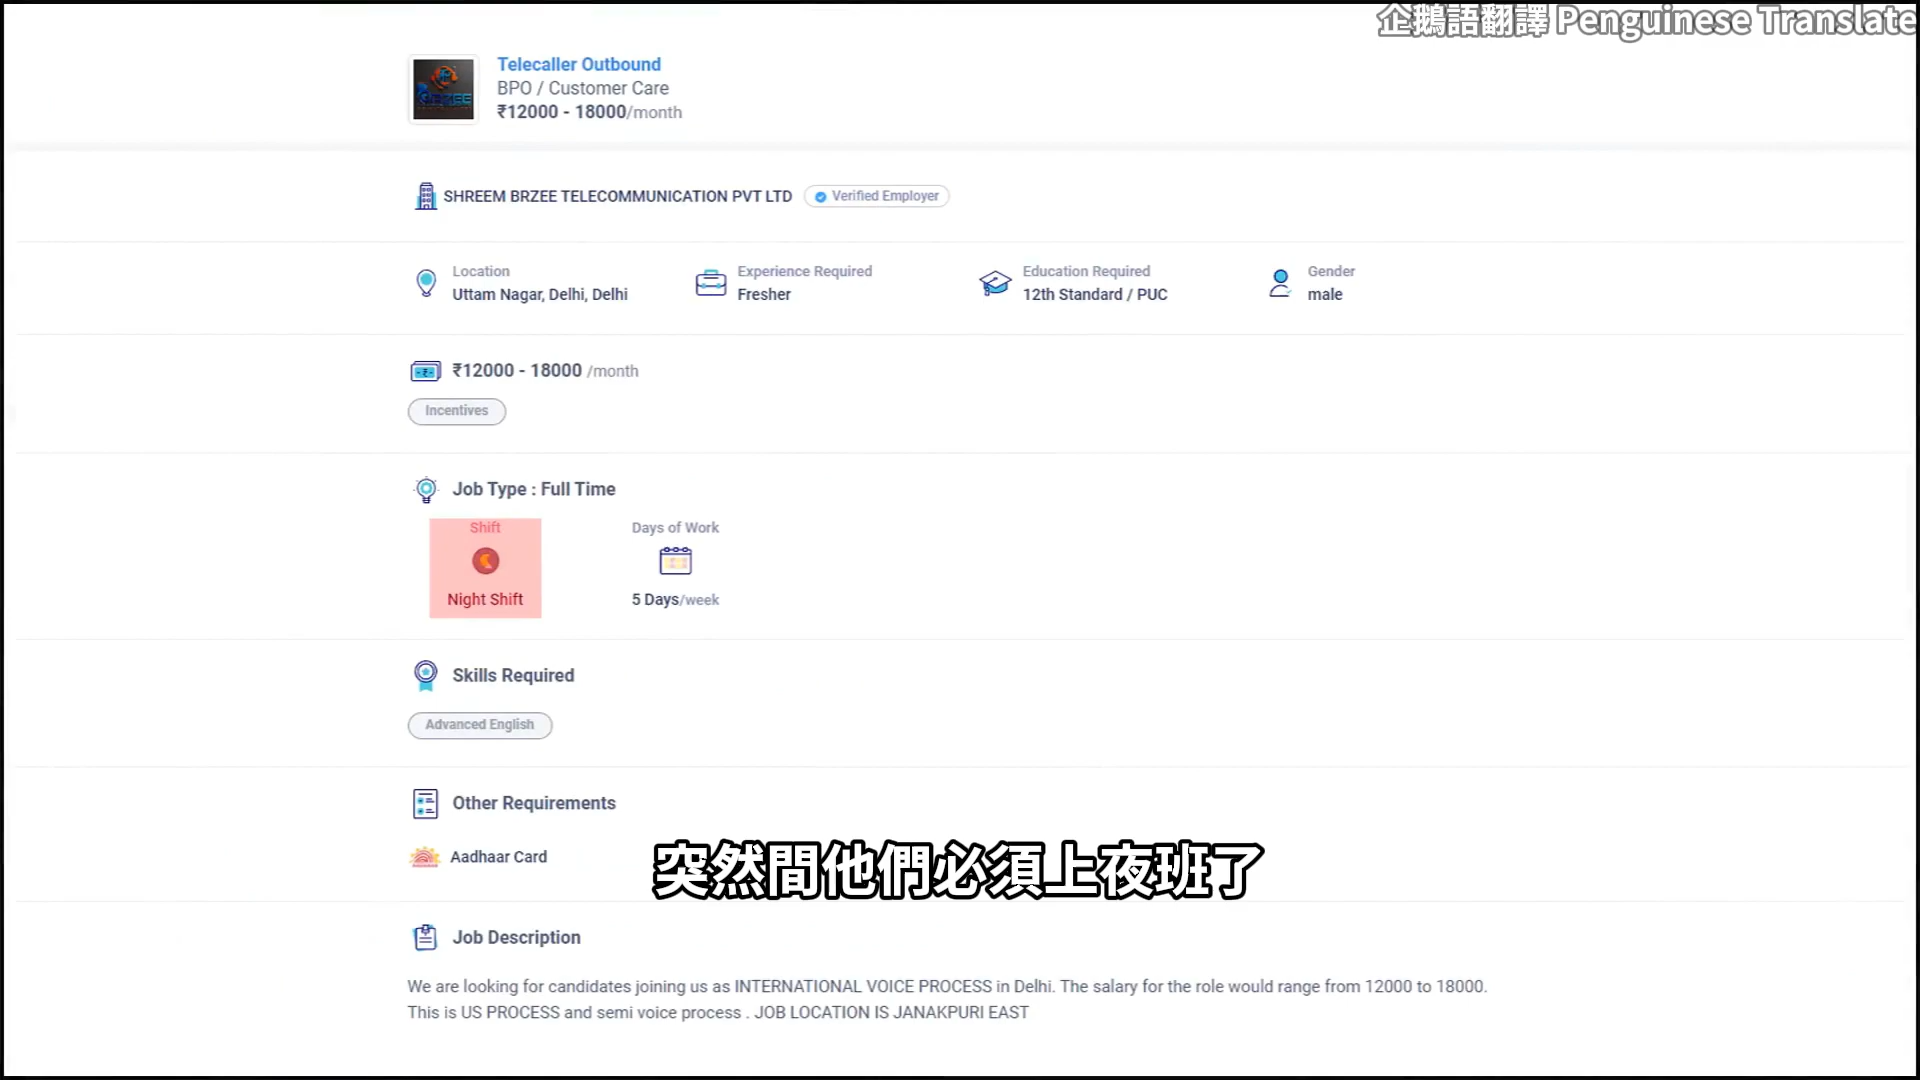 企鵝語翻譯 Penguinese Translate
Telecaller Outbound
BPO / Customer Care
₹12000 - 18000/month
SHREEM BRZEE TELECOMMUNICATION PVT LTD
Verified Employer
Location
Uttam Nagar, Delhi, Delhi
Experience Required
Fresher
Education Required
12th Standard / PUC
Gender
male
₹12000 - 18000 /month
Incentives
Job Type : Full Time
Shift
Night Shift
Days of Work
5 Days/week
Skills Required
Advanced English
Other Requirements
Aadhaar Card
突然間他們必須上夜班了
Job Description
We are looking for candidates joining us as INTERNATIONAL VOICE PROCESS in Delhi. The salary for the role would range from 12000 to 18000.
This is US PROCESS and semi voice process . JOB LOCATION IS JANAKPURI EAST